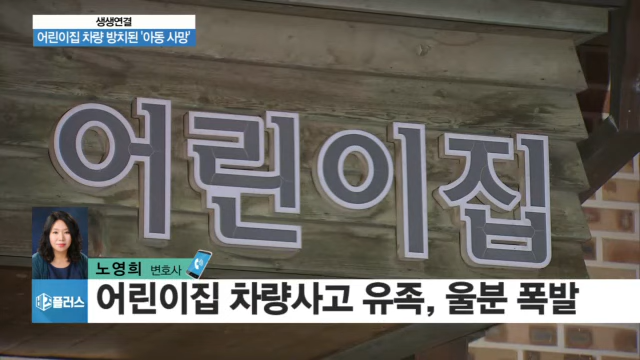 생생연결
어린이집 차량 방치된 '아동 사망'
어린이집
노영희 변호사
플러스
어린이집 차량사고 유족, 울분 폭발